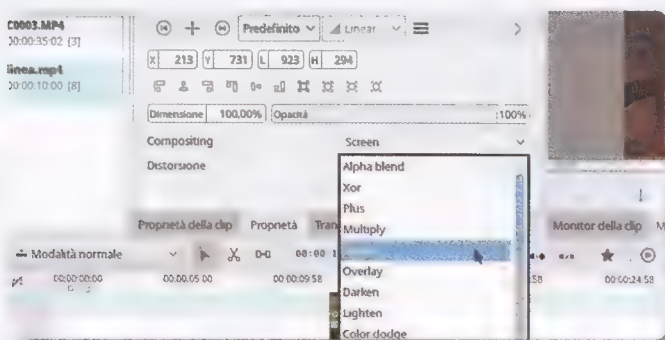 C0003.MP4
00:00:35:02 [3]
linea.mp4
00:00:10:00 [8]
Predefinito
Linear
X 213 Y 731 L 923 H 294
Dimensione 100,00% Opacità 100%
Compositing Screen
Distorsione
Alpha blend
Xor
Plus
Multiply
Overlay
Darken
Lighten
Color dodge
Proprietà della clip Proprietà
Monitor della clip
Modalità normale
00:00:00:00 00:00:05:00 00:00:09:58 00:00:24:58